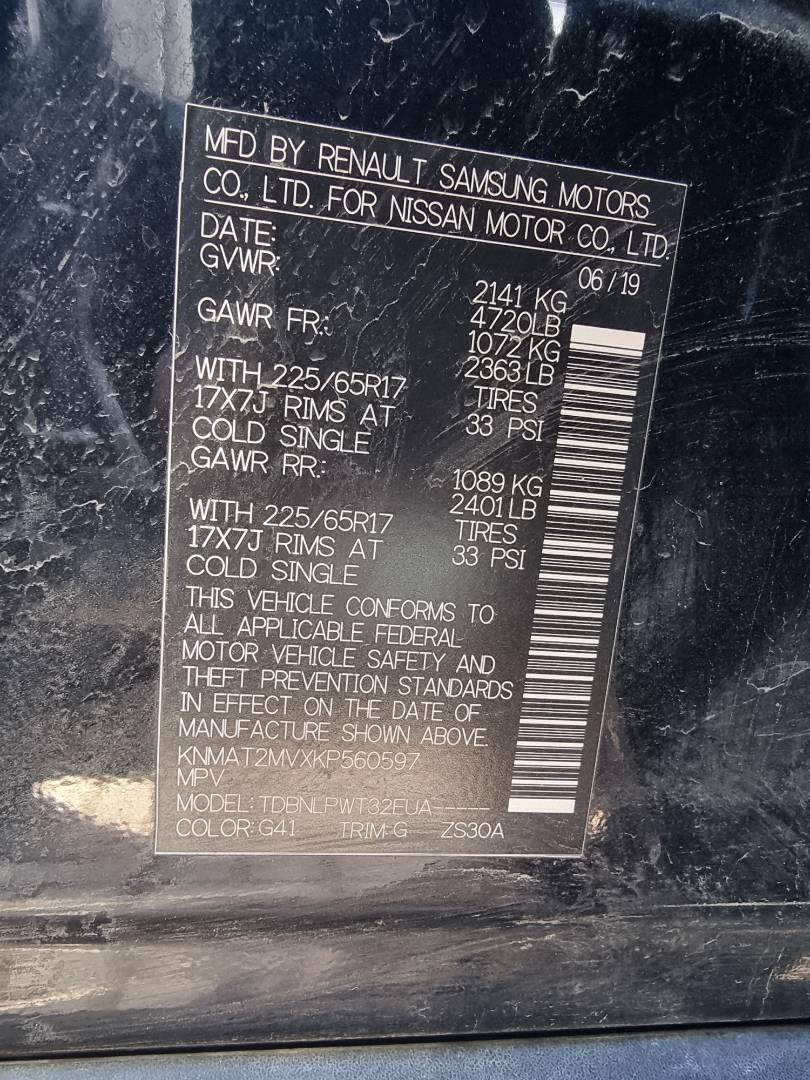 MFD BY RENAULT SAMSUNG MOTORS
CO., LTD. FOR NISSAN MOTOR CO., LTD.
DATE: 06/19
GVWR: 2141 KG
4720LB
GAWR FR.: 1072 KG
2363 LB
WITH 225/65R17 TIRES
17X7J RIMS AT 33 PSI
COLD SINGLE
GAWR RR.: 1089 KG
2401 LB
WITH 225/65R17 TIRES
17X7J RIMS AT 33 PSI
COLD SINGLE
THIS VEHICLE CONFORMS TO
ALL APPLICABLE FEDERAL
MOTOR VEHICLE SAFETY AND
THEFT PREVENTION STANDARDS
IN EFFECT ON THE DATE OF
MANUFACTURE SHOWN ABOVE.
KNMAT2MVXKP560597
MPV
MODEL: TDBNLPWT32EUA-----
COLOR: G41 TRIM: G ZS30A